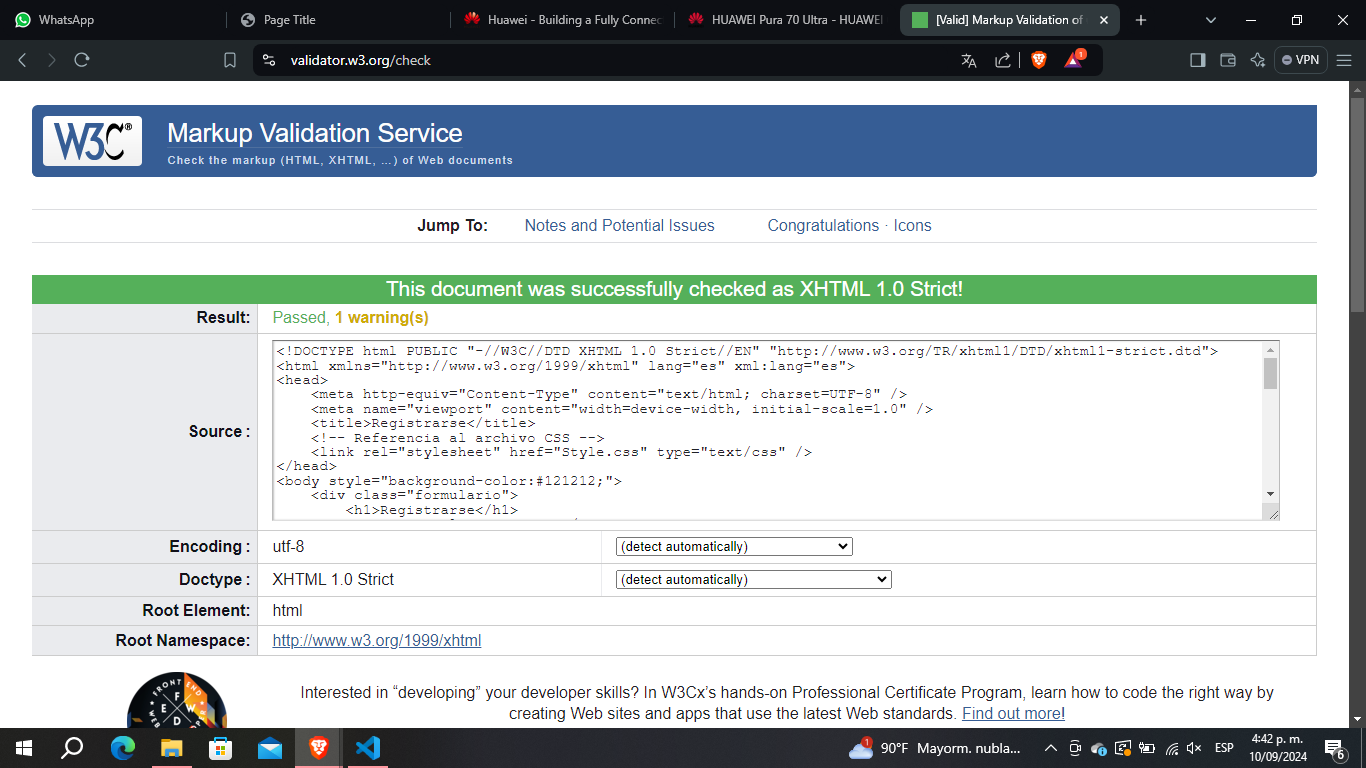 WhatsApp
Page Title
Huawei - Building a Fully Connec
HUAWEI Pura 70 Ultra - HUAWEI
[Valid] Markup Validation of
validator.w3.org/check
1
VPN
W3C®
Markup Validation Service
Check the markup (HTML, XHTML, …) of Web documents
Jump To: Notes and Potential Issues Congratulations · Icons
This document was successfully checked as XHTML 1.0 Strict!
Result: Passed, 1 warning(s)
Source :
<!DOCTYPE html PUBLIC "-//W3C//DTD XHTML 1.0 Strict//EN" "http://www.w3.org/TR/xhtml1/DTD/xhtml1-strict.dtd">
<html xmlns="http://www.w3.org/1999/xhtml" lang="es" xml:lang="es">
<head>
<meta http-equiv="Content-Type" content="text/html; charset=UTF-8" />
<meta name="viewport" content="width=device-width, initial-scale=1.0" />
<title>Registrarse</title>
<!-- Referencia al archivo CSS -->
<link rel="stylesheet" href="Style.css" type="text/css" />
</head>
<body style="background-color:#121212;">
<div class="formulario">
<h1>Registrarse</h1>
Encoding : utf-8 (detect automatically)
Doctype : XHTML 1.0 Strict (detect automatically)
Root Element: html
Root Namespace: http://www.w3.org/1999/xhtml
FRONT END
WEB
F E D
Interested in “developing” your developer skills? In W3Cx’s hands-on Professional Certificate Program, learn how to code the right way by
creating Web sites and apps that use the latest Web standards. Find out more!
1
90°F Mayorm. nubla...
ESP
4:42 p. m.
10/09/2024
6